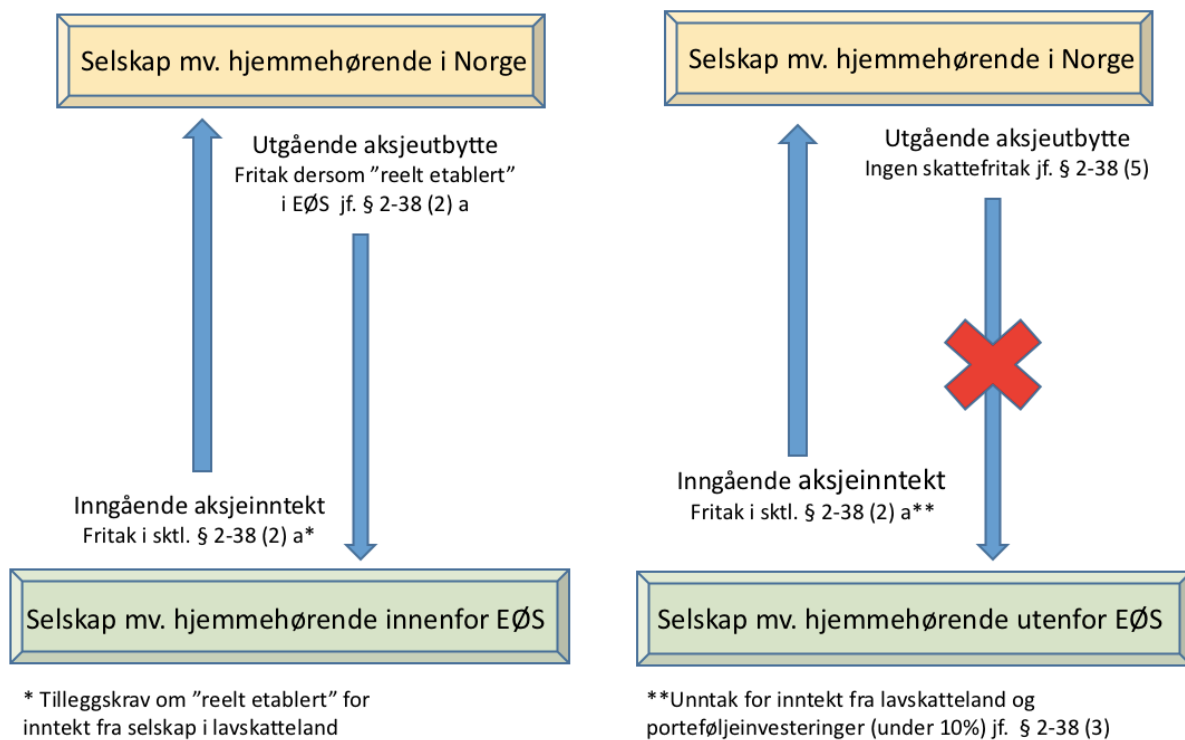 Selskap mv. hjemmehørende i Norge
Utgående aksjeutbytte
Fritak dersom ”reelt etablert”
i EØS jf. § 2-38 (2) a
Inngående aksjeinntekt
Fritak i sktl. § 2-38 (2) a*
Selskap mv. hjemmehørende innenfor EØS
* Tilleggskrav om ”reelt etablert” for
inntekt fra selskap i lavskatteland
Selskap mv. hjemmehørende i Norge
Utgående aksjeutbytte
Ingen skattefritak jf. § 2-38 (5)
Inngående aksjeinntekt
Fritak i sktl. § 2-38 (2) a**
Selskap mv. hjemmehørende utenfor EØS
**Unntak for inntekt fra lavskatteland og
porteføljeinvesteringer (under 10%) jf. § 2-38 (3)